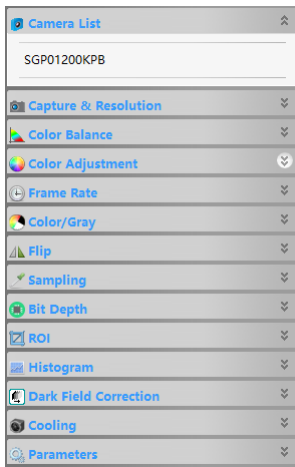 Camera List
SGP01200KPB
Capture & Resolution
Color Balance
Color Adjustment
Frame Rate
Color/Gray
Flip
Sampling
Bit Depth
ROI
Histogram
Dark Field Correction
Cooling
Parameters